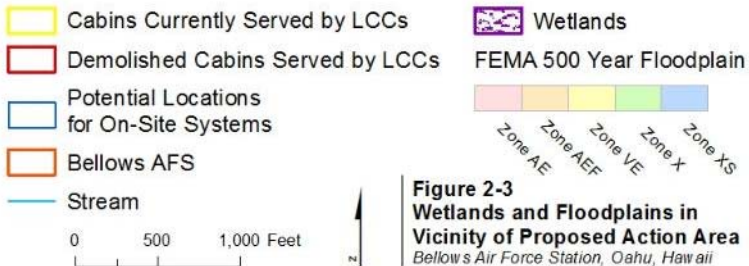 Cabins Currently Served by LCCs
Demolished Cabins Served by LCCs
Potential Locations
for On-Site Systems
Bellows AFS
Stream
0 500 1,000 Feet
Wetlands
FEMA 500 Year Floodplain
Zone AE
Zone AEF
Zone VE
Zone X
Zone XS
z
Figure 2-3
Wetlands and Floodplains in
Vicinity of Proposed Action Area
Bellows Air Force Station, Oahu, Hawaii